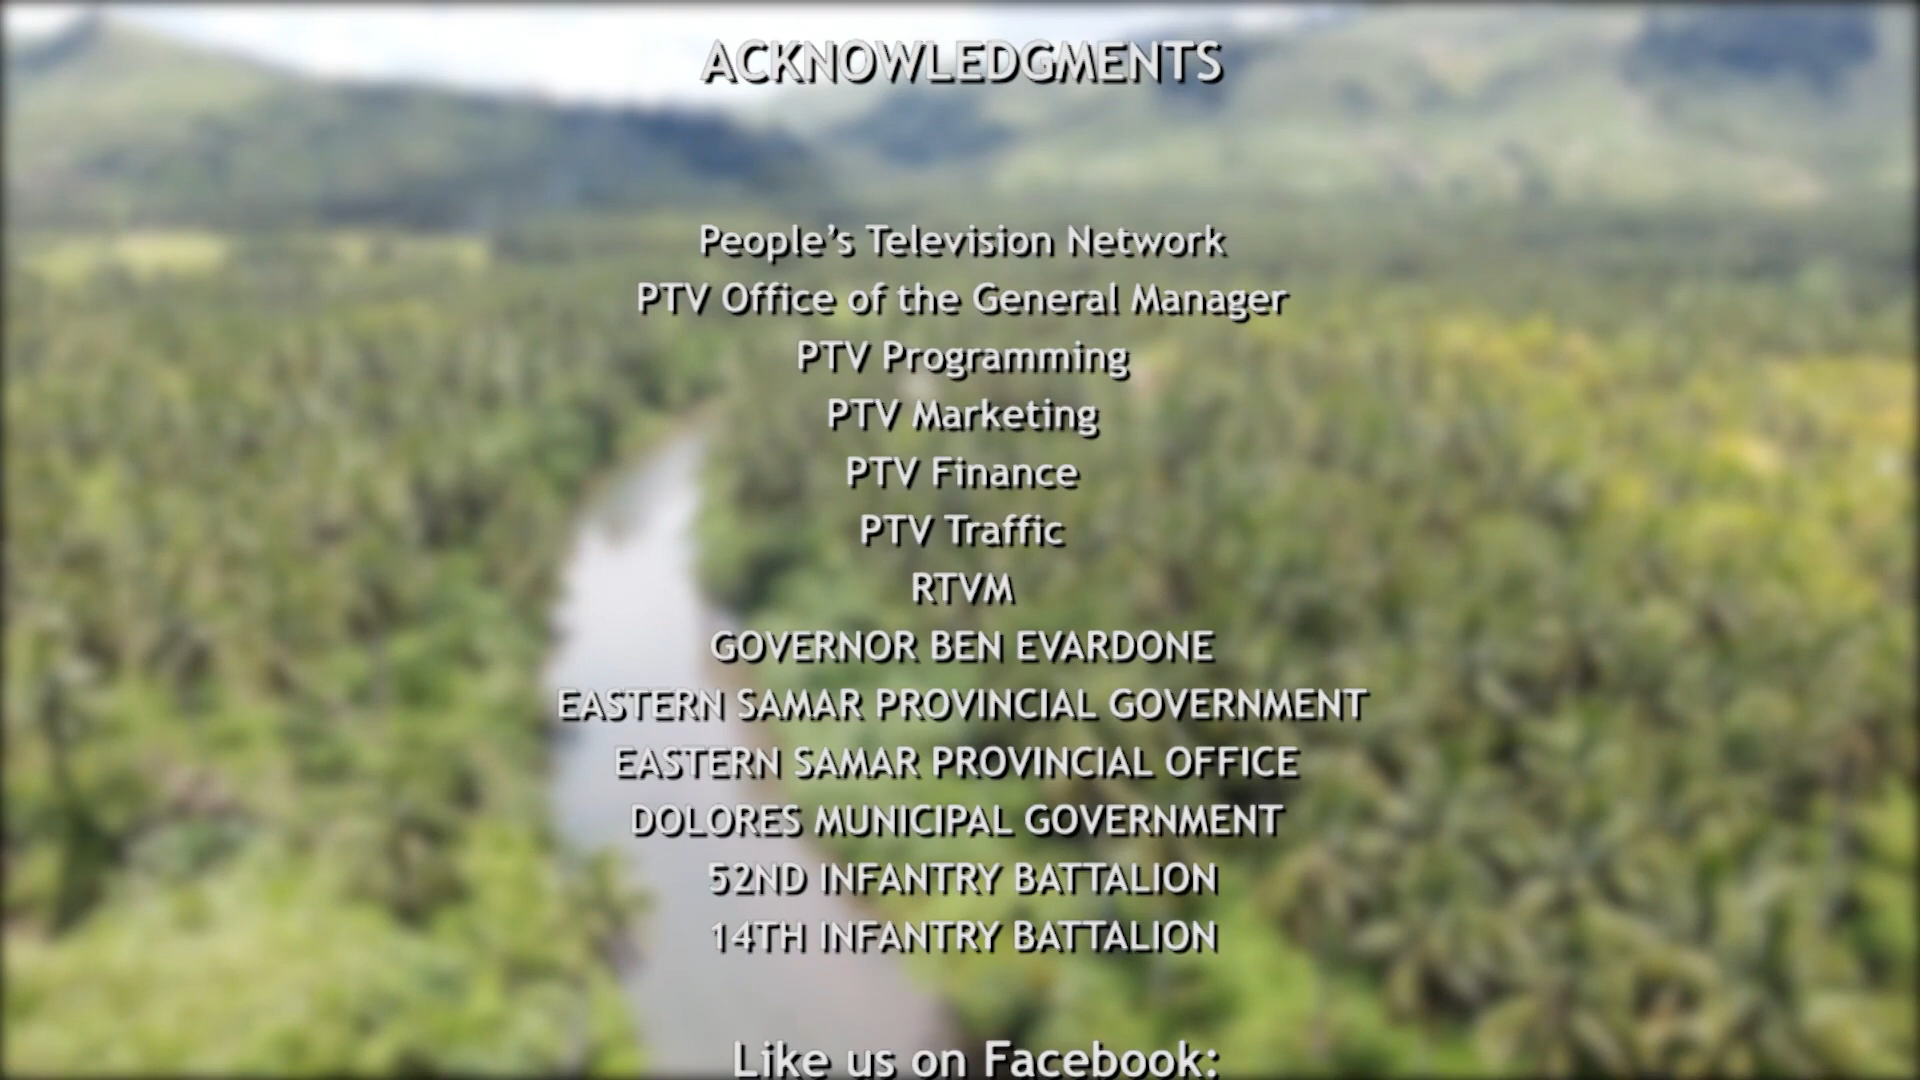 ACKNOWLEDGMENTS
People’s Television Network
PTV Office of the General Manager
PTV Programming
PTV Marketing
PTV Finance
PTV Traffic
RTVM
GOVERNOR BEN EVARDONE
EASTERN SAMAR PROVINCIAL GOVERNMENT
EASTERN SAMAR PROVINCIAL OFFICE
DOLORES MUNICIPAL GOVERNMENT
52ND INFANTRY BATTALION
14TH INFANTRY BATTALION
Like us on Facebook: